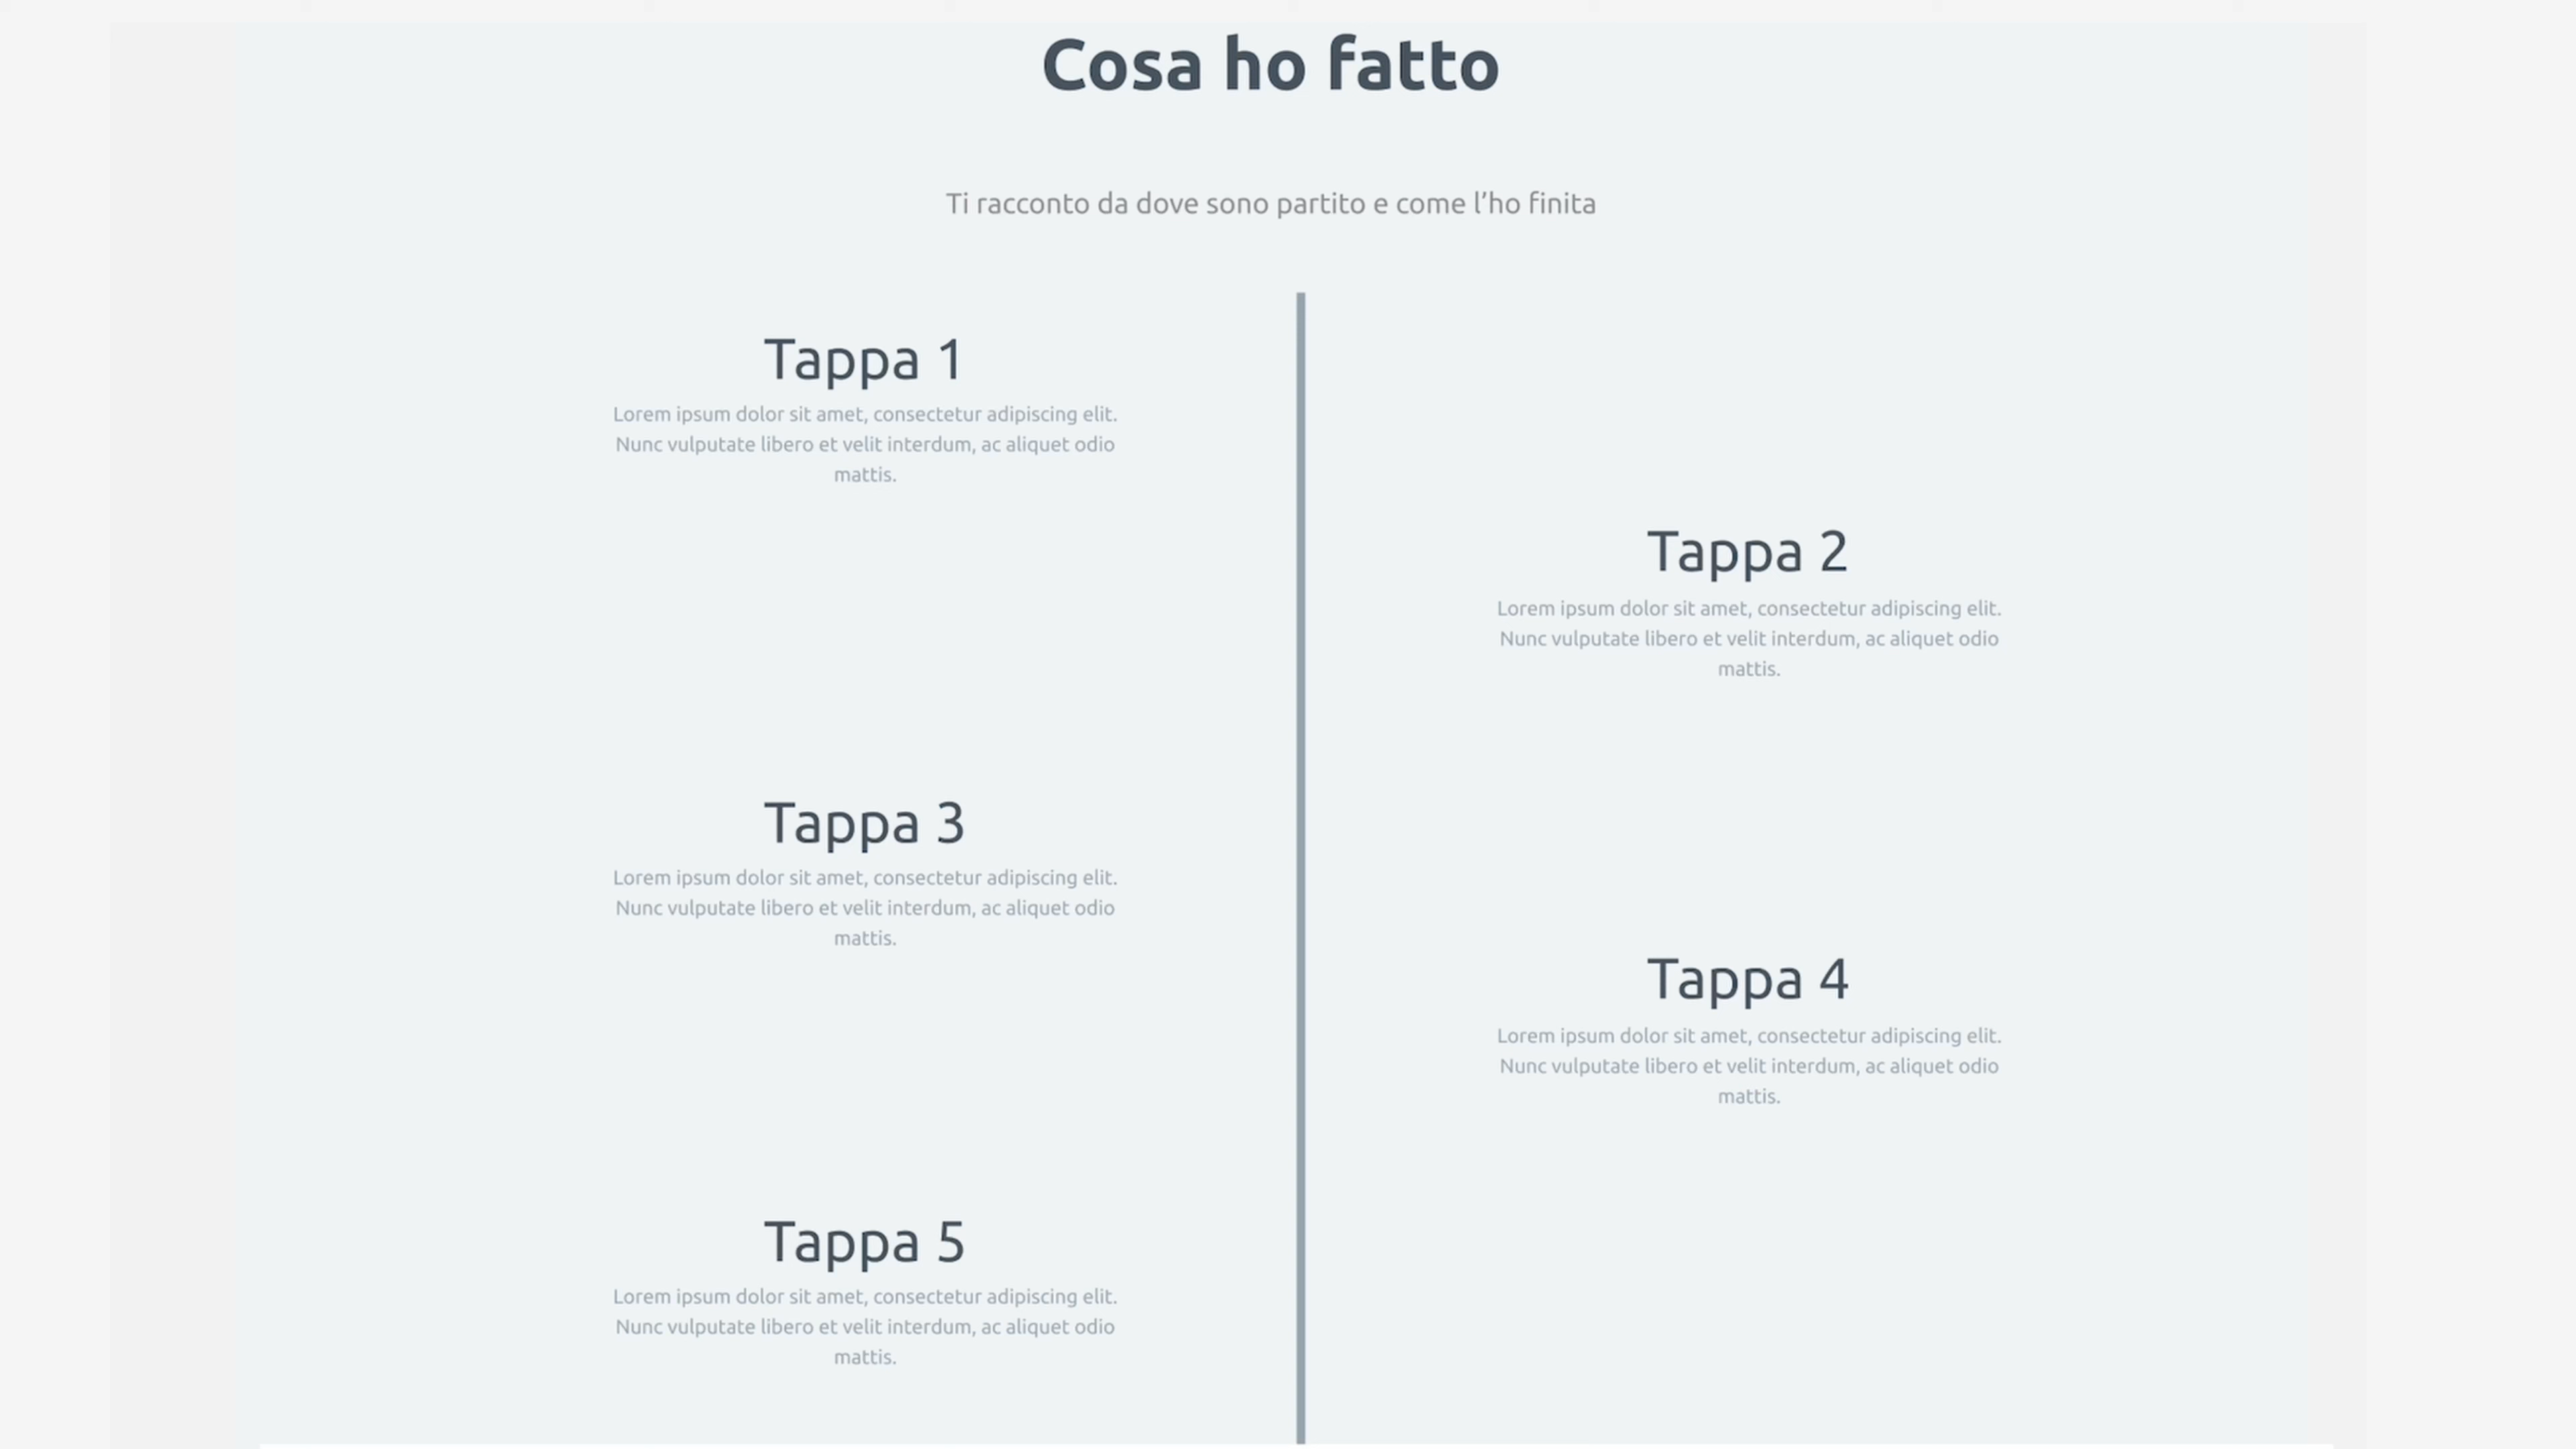 Cosa ho fatto
Ti racconto da dove sono partito e come l’ho finita
Tappa 1
Lorem ipsum dolor sit amet, consectetur adipiscing elit.
Nunc vulputate libero et velit interdum, ac aliquet odio
mattis.
Tappa 2
Lorem ipsum dolor sit amet, consectetur adipiscing elit.
Nunc vulputate libero et velit interdum, ac aliquet odio
mattis.
Tappa 3
Lorem ipsum dolor sit amet, consectetur adipiscing elit.
Nunc vulputate libero et velit interdum, ac aliquet odio
mattis.
Tappa 4
Lorem ipsum dolor sit amet, consectetur adipiscing elit.
Nunc vulputate libero et velit interdum, ac aliquet odio
mattis.
Tappa 5
Lorem ipsum dolor sit amet, consectetur adipiscing elit.
Nunc vulputate libero et velit interdum, ac aliquet odio
mattis.